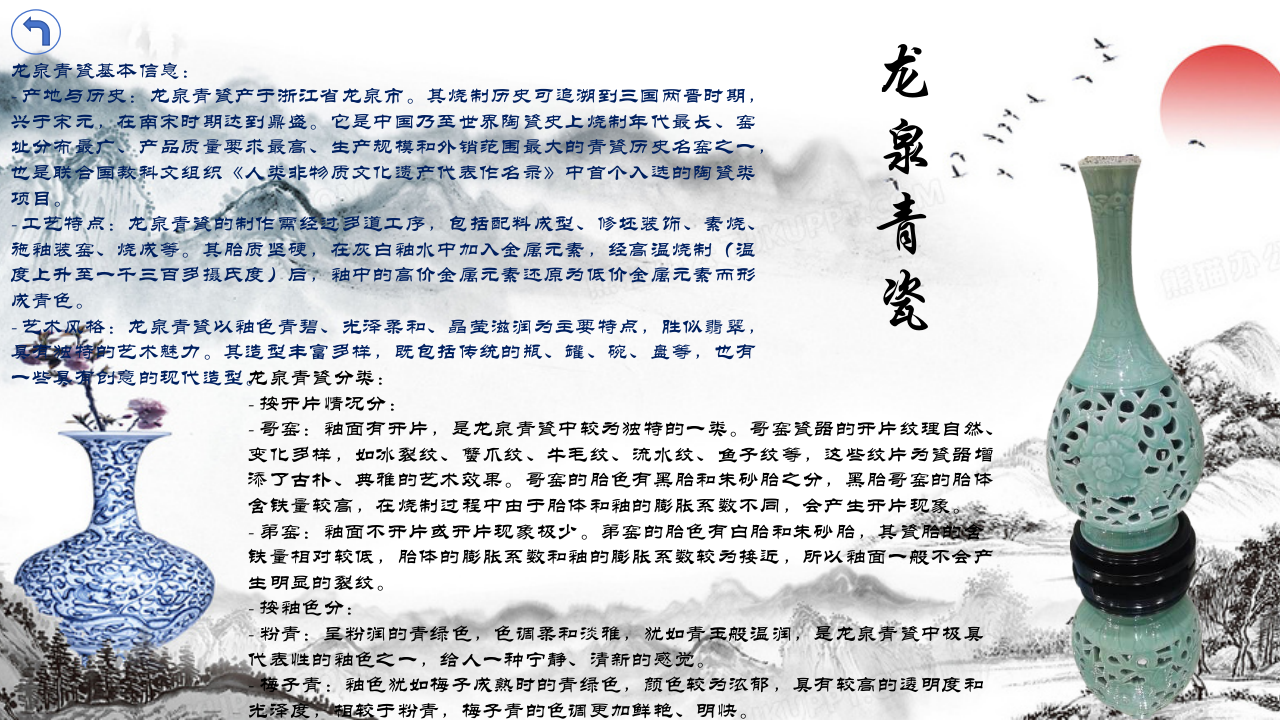 龙泉青瓷
龙泉青瓷基本信息：
- 产地与历史：龙泉青瓷产于浙江省龙泉市。其烧制历史可追溯到三国两晋时期，
兴于宋元，在南宋时期达到鼎盛。它是中国乃至世界陶瓷史上烧制年代最长、窑
址分布最广、产品质量要求最高、生产规模和外销范围最大的青瓷历史名窑之一，
也是联合国教科文组织《人类非物质文化遗产代表作名录》中首个入选的陶瓷类
项目。
- 工艺特点：龙泉青瓷的制作需经过多道工序，包括配料成型、修坯装饰、素烧、
施釉装窑、烧成等。其胎质坚硬，在灰白釉水中加入金属元素，经高温烧制（温
度上升至一千三百多摄氏度）后，釉中的高价金属元素还原为低价金属元素而形
成青色。
- 艺术风格：龙泉青瓷以釉色青碧、光泽柔和、晶莹滋润为主要特点，胜似翡翠，
具有独特的艺术魅力。其造型丰富多样，既包括传统的瓶、罐、碗、盘等，也有
一些具有创意的现代造型。
龙泉青瓷分类：
- 按开片情况分：
- 哥窑：釉面有开片，是龙泉青瓷中较为独特的一类。哥窑瓷器的开片纹理自然、
变化多样，如冰裂纹、蟹爪纹、牛毛纹、流水纹、鱼子纹等，这些纹片为瓷器增
添了古朴、典雅的艺术效果。哥窑的胎色有黑胎和朱砂胎之分，黑胎哥窑的胎体
含铁量较高，在烧制过程中由于胎体和釉的膨胀系数不同，会产生开片现象。
- 弟窑：釉面不开片或开片现象极少。弟窑的胎色有白胎和朱砂胎，其瓷胎的含
铁量相对较低，胎体的膨胀系数和釉的膨胀系数较为接近，所以釉面一般不会产
生明显的裂纹。
- 按釉色分：
- 粉青：呈粉润的青绿色，色调柔和淡雅，犹如青玉般温润，是龙泉青瓷中极具
代表性的釉色之一，给人一种宁静、清新的感觉。
- 梅子青：釉色犹如梅子成熟时的青绿色，颜色较为浓郁，具有较高的透明度和
光泽度，相较于粉青，梅子青的色调更加鲜艳、明快。
熊猫办公